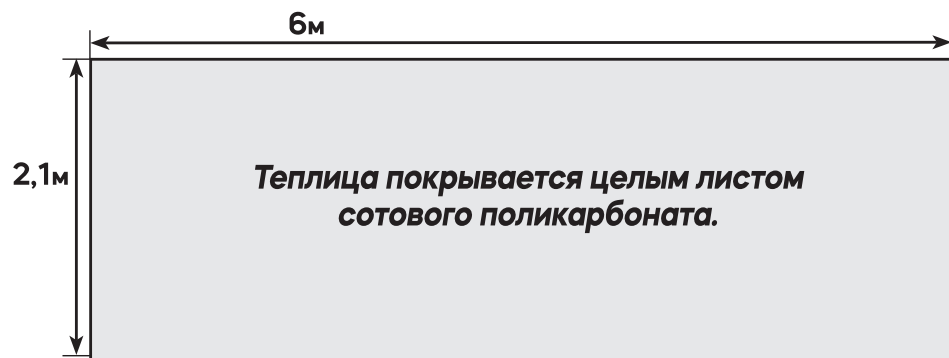 6м
2,1м
Теплица покрывается целым листом
сотового поликарбоната.